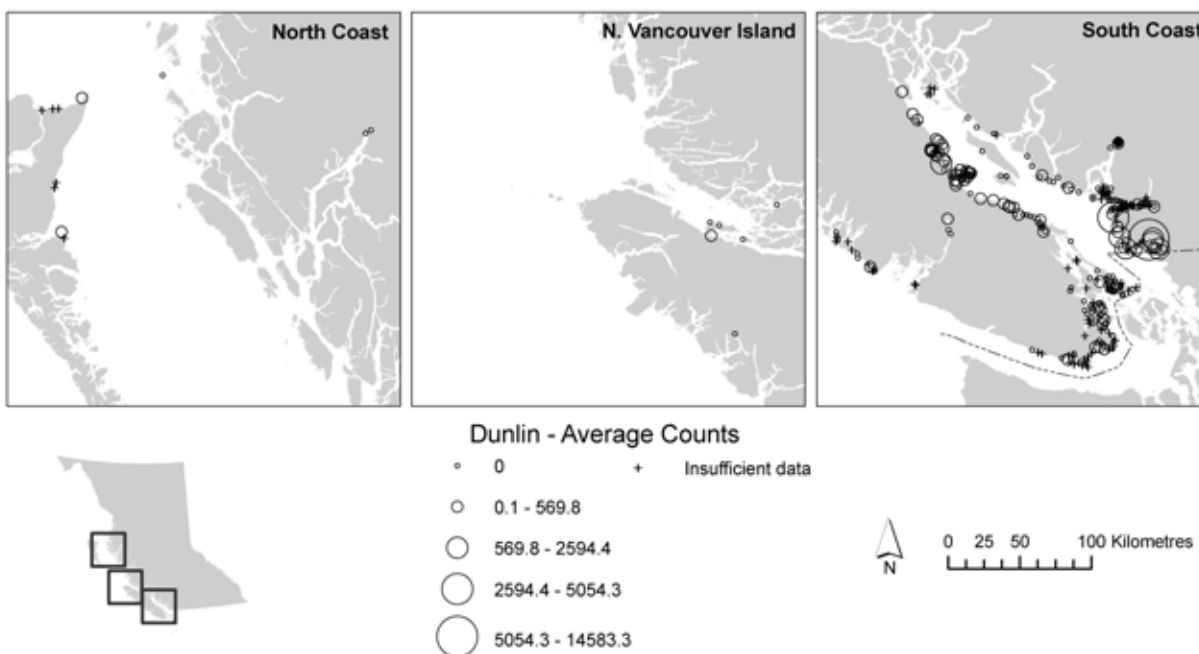 North Coast
N. Vancouver Island
South Coast
Dunlin - Average Counts
0
Insufficient data
0.1 - 569.8
569.8 - 2594.4
2594.4 - 5054.3
5054.3 - 14583.3
N
0 25 50 100 Kilometres